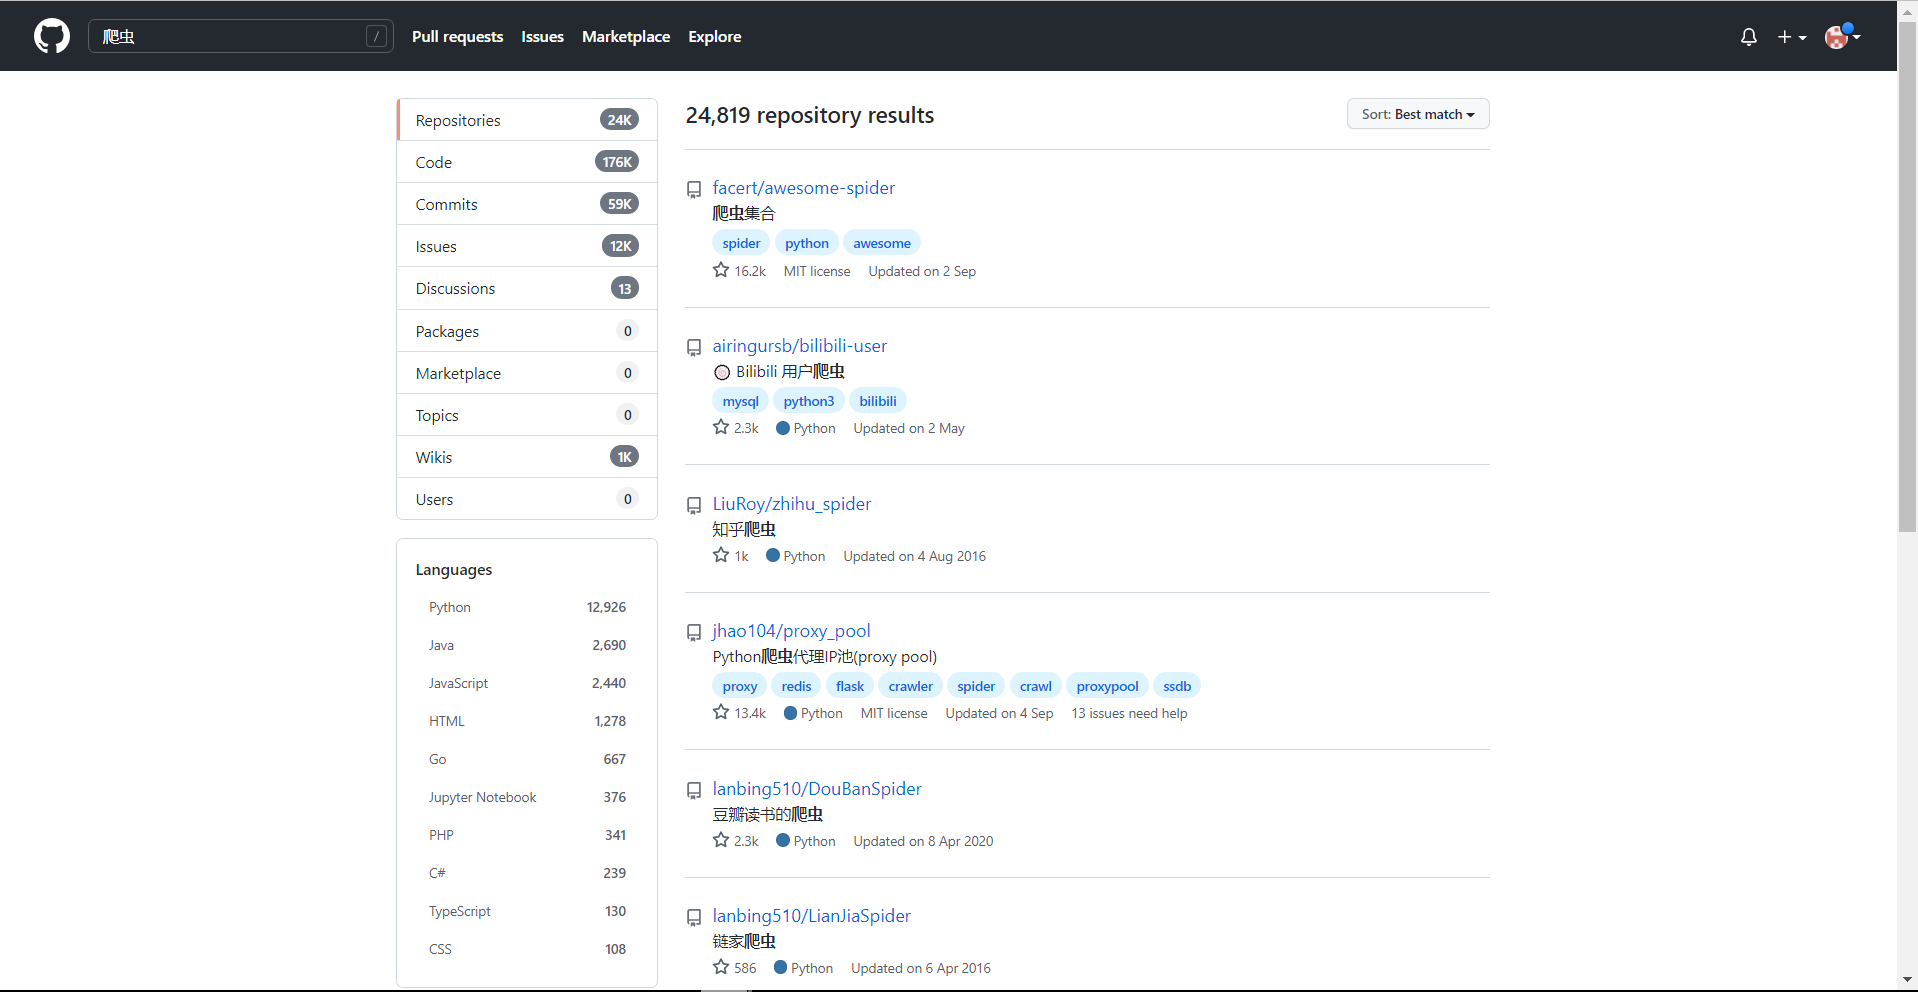 爬虫 /
Pull requests Issues Marketplace Explore
Repositories 24K
Code 176K
Commits 59K
Issues 12K
Discussions 13
Packages 0
Marketplace 0
Topics 0
Wikis 1K
Users 0
Languages
Python 12,926
Java 2,690
JavaScript 2,440
HTML 1,278
Go 667
Jupyter Notebook 376
PHP 341
C# 239
TypeScript 130
CSS 108
24,819 repository results
Sort: Best match
facert/awesome-spider
爬虫集合
spider python awesome
16.2k MIT license Updated on 2 Sep
airingursb/bilibili-user
Bilibili 用户爬虫
mysql python3 bilibili
2.3k Python Updated on 2 May
LiuRoy/zhihu_spider
知乎爬虫
1k Python Updated on 4 Aug 2016
jhao104/proxy_pool
Python爬虫代理IP池(proxy pool)
proxy redis flask crawler spider crawl proxypool ssdb
13.4k Python MIT license Updated on 4 Sep 13 issues need help
lanbing510/DouBanSpider
豆瓣读书的爬虫
2.3k Python Updated on 8 Apr 2020
lanbing510/LianJiaSpider
链家爬虫
586 Python Updated on 6 Apr 2016